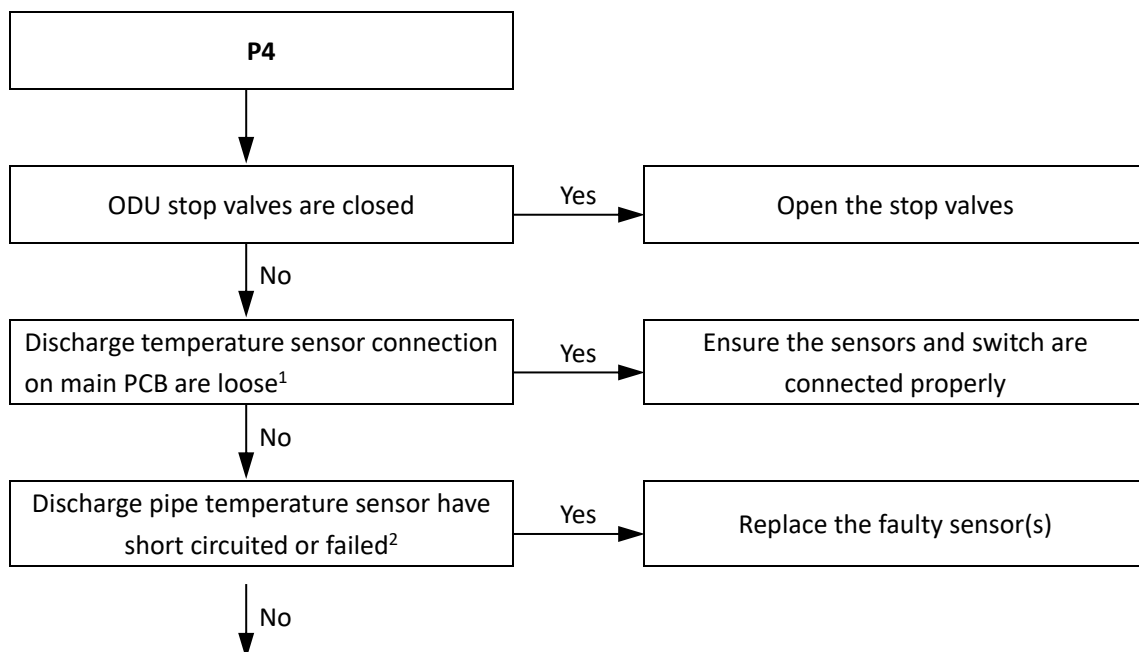 P4
ODU stop valves are closed
Yes
Open the stop valves
No
Discharge temperature sensor connection
on main PCB are loose1
Yes
Ensure the sensors and switch are
connected properly
No
Discharge pipe temperature sensor have
short circuited or failed2
Yes
Replace the faulty sensor(s)
No